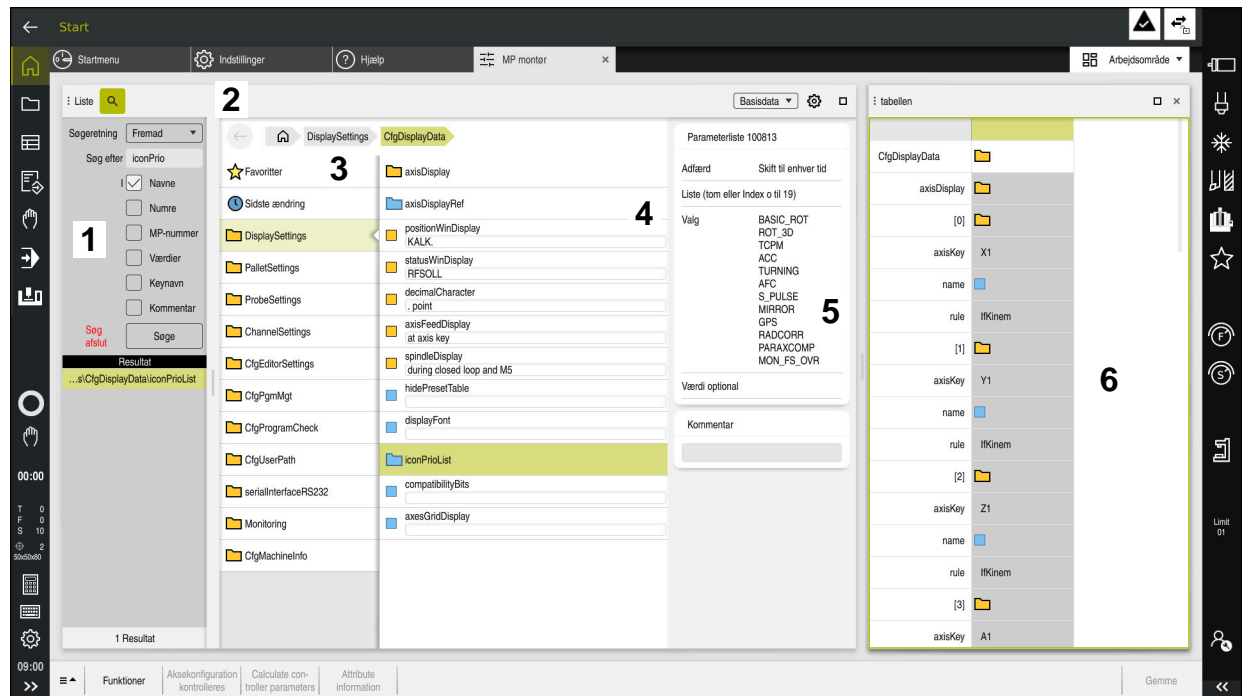 Start
Startmenu
Indstillinger
Hjælp
MP montør
Arbejdsområde
Liste
2
Basisdata
tabellen
Søgeretning Fremad
Søg efter iconPrio
I Navne
Numre
1
MP-nummer
Værdier
Keynavn
Kommentar
Søg
afslut
Søge
Resultat
...s\CfgDisplayData\iconPrioList
1 Resultat
DisplaySettings
CfgDisplayData
3
Favoritter
Sidste ændring
DisplaySettings
PalletSettings
ProbeSettings
ChannelSettings
CfgEditorSettings
CfgPgmMgt
CfgProgramCheck
CfgUserPath
serialInterfaceRS232
Monitoring
CfgMachineInfo
axisDisplay
axisDisplayRef
4
positionWinDisplay
KALK.
statusWinDisplay
RFSOLL
decimalCharacter
. point
axisFeedDisplay
at axis key
spindleDisplay
during closed loop and M5
hidePresetTable
displayFont
iconPrioList
compatibilityBits
axesGridDisplay
Parameterliste 100813
Adfærd Skift til enhver tid
Liste (tom eller Index o til 19)
Valg BASIC_ROT
ROT_3D
TCPM
ACC
TURNING
AFC
S_PULSE
MIRROR
GPS
RADCORR
PARAXCOMP
MON_FS_OVR
5
Værdi optional
Kommentar
CfgDisplayData
axisDisplay
[0]
axisKey X1
name
rule IfKinem
[1]
axisKey Y1
name
rule IfKinem
[2]
axisKey Z1
name
rule IfKinem
[3]
axisKey A1
6
00:00
T 0
F 0
S 10
2
50x50x80
09:00
F
S
Limit
01
Funktioner
Aksekonfiguration
kontrolleres
Calculate con-
troller parameters
Attribute
information
Gemme